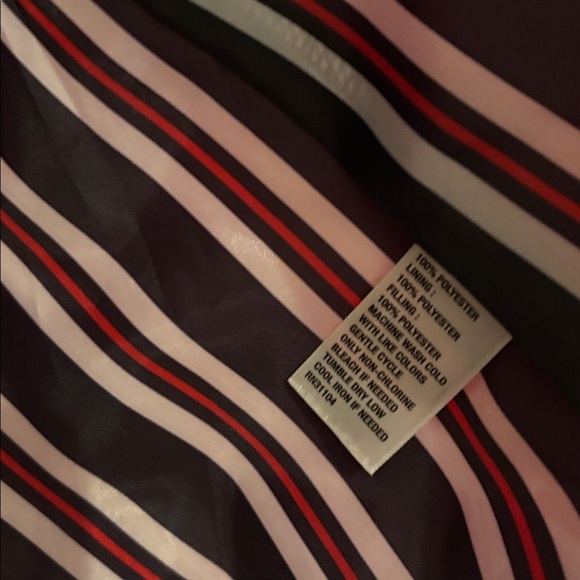 100% POLYESTER
LINING :
100% POLYESTER
FILLING :
100% POLYESTER
MACHINE WASH COLD
WITH LIKE COLORS
GENTLE CYCLE
ONLY NON-CHLORINE
BLEACH IF NEEDED
TUMBLE DRY LOW
COOL IRON IF NEEDED
RN31104